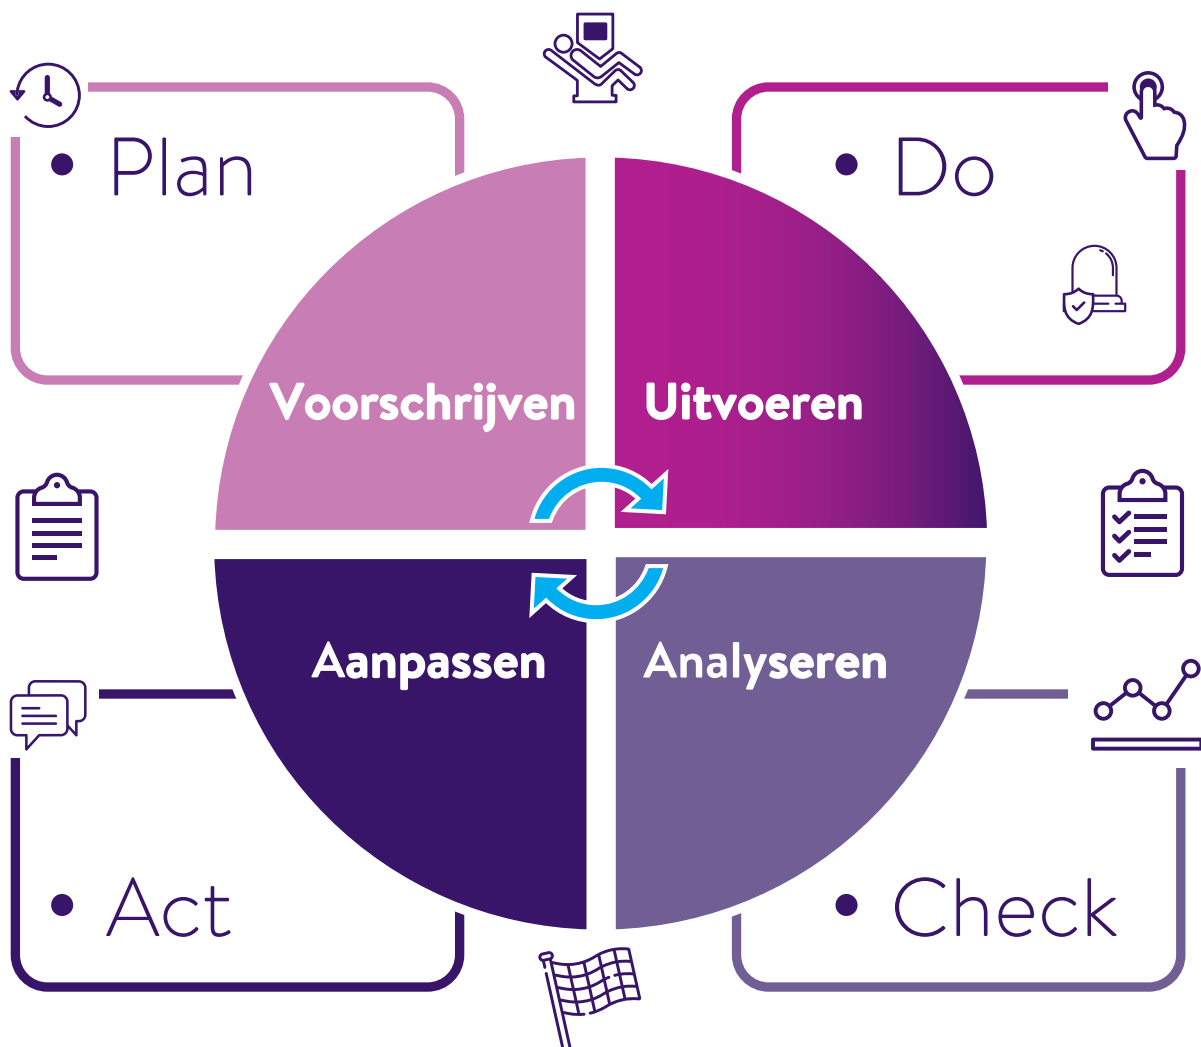 • Plan
• Do
Voorschrijven
Uitvoeren
Aanpassen
Analyseren
• Act
• Check